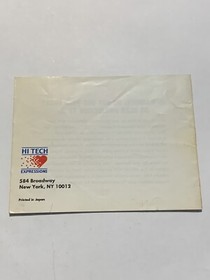 HI TECH
EXPRESSIONS
584 Broadway
New York, NY 10012
Printed in Japan